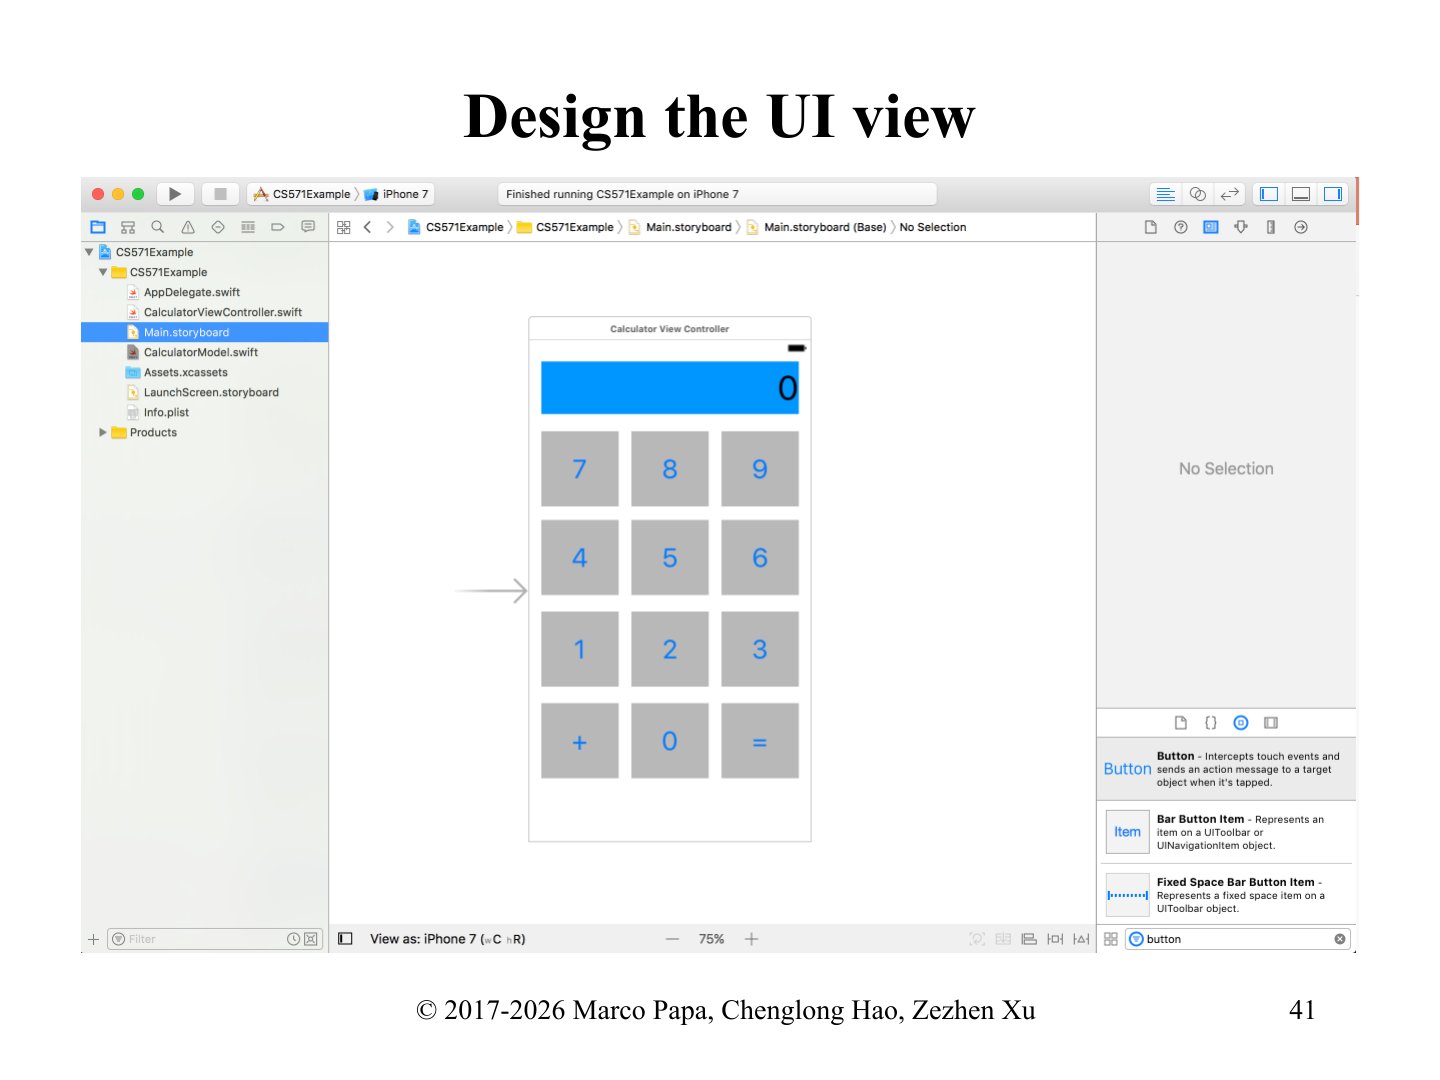 Design the UI view
CS571Example
iPhone 7
Finished running CS571Example on iPhone 7
CS571Example
CS571Example
Main.storyboard
Main.storyboard (Base)
No Selection
CS571Example
CS571Example
AppDelegate.swift
CalculatorViewController.swift
Main.storyboard
CalculatorModel.swift
Assets.xcassets
LaunchScreen.storyboard
Info.plist
Products
Calculator View Controller
0
7 8 9
4 5 6
1 2 3
+ 0 =
No Selection
Button
Button - Intercepts touch events and
sends an action message to a target
object when it's tapped.
Item
Bar Button Item - Represents an
item on a UIToolbar or
UINavigationItem object.
Fixed Space Bar Button Item -
Represents a fixed space item on a
UIToolbar object.
Filter
View as: iPhone 7 (wC hR)
75%
button
© 2017-2026 Marco Papa, Chenglong Hao, Zezhen Xu
41